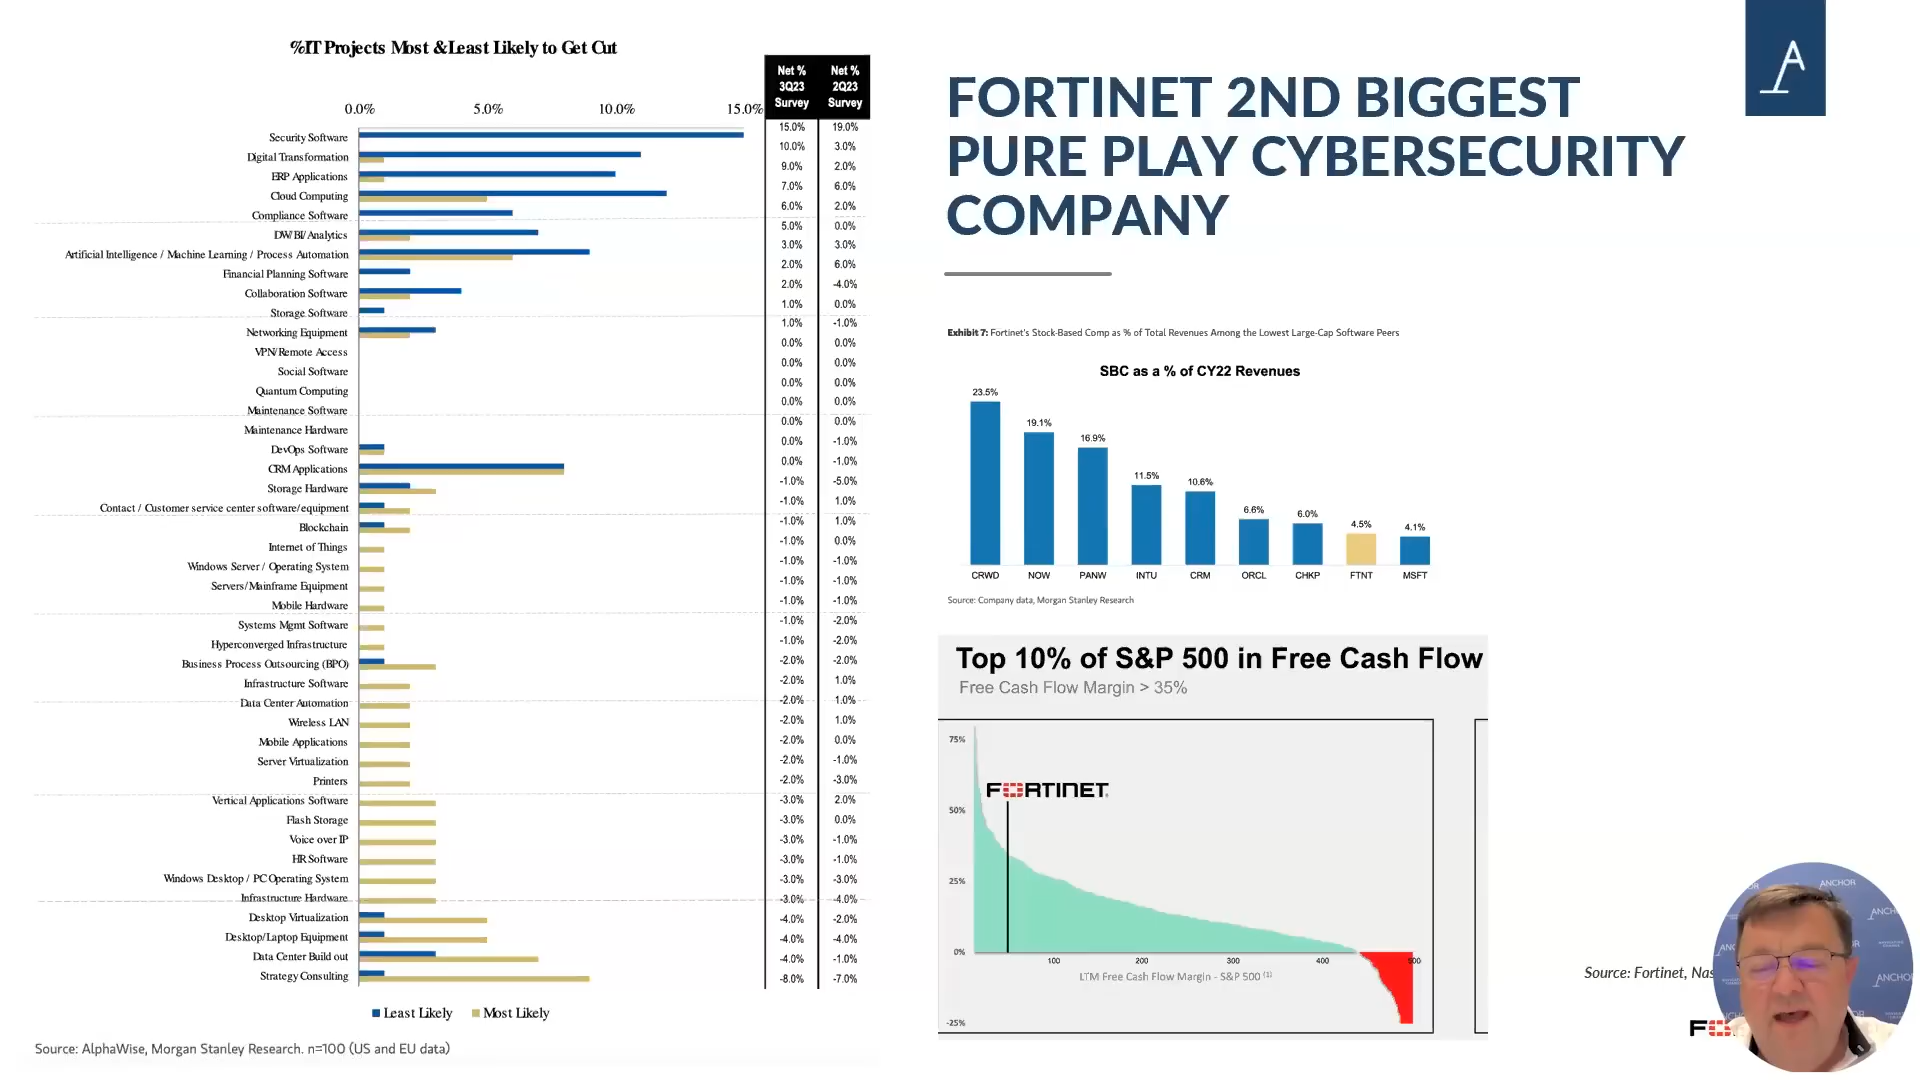 %IT Projects Most & Least Likely to Get Cut
Net % 3Q23 Survey
Net % 2Q23 Survey
0.0% 5.0% 10.0% 15.0%
Security Software 15.0% 19.0%
Digital Transformation 10.0% 3.0%
ERP Applications 9.0% 2.0%
Cloud Computing 7.0% 6.0%
Compliance Software 6.0% 2.0%
DW/BI/Analytics 5.0% 0.0%
Artificial Intelligence / Machine Learning / Process Automation 3.0% 3.0%
Financial Planning Software 2.0% 6.0%
Collaboration Software 2.0% -4.0%
Storage Software 1.0% 0.0%
Networking Equipment 1.0% -1.0%
VPN/Remote Access 0.0% 0.0%
Social Software 0.0% 0.0%
Quantum Computing 0.0% 0.0%
Maintenance Software 0.0% 0.0%
Maintenance Hardware 0.0% 0.0%
DevOps Software 0.0% -1.0%
CRM Applications 0.0% -1.0%
Storage Hardware -1.0% -5.0%
Contact / Customer service center software/equipment -1.0% 1.0%
Blockchain -1.0% 1.0%
Internet of Things -1.0% 0.0%
Windows Server / Operating System -1.0% -1.0%
Servers/Mainframe Equipment -1.0% -1.0%
Mobile Hardware -1.0% -1.0%
Systems Mgmt Software -1.0% -2.0%
Hyperconverged Infrastructure -1.0% -2.0%
Business Process Outsourcing (BPO) -2.0% -2.0%
Infrastructure Software -2.0% 1.0%
Data Center Automation -2.0% 1.0%
Wireless LAN -2.0% 1.0%
Mobile Applications -2.0% 0.0%
Server Virtualization -2.0% -1.0%
Printers -2.0% -3.0%
Vertical Applications Software -3.0% 2.0%
Flash Storage -3.0% 0.0%
Voice over IP -3.0% -1.0%
HR Software -3.0% -1.0%
Windows Desktop / PC Operating System -3.0% -3.0%
Infrastructure Hardware -3.0% -4.0%
Desktop Virtualization -4.0% -2.0%
Desktop/Laptop Equipment -4.0% -4.0%
Data Center Build out -4.0% -1.0%
Strategy Consulting -8.0% -7.0%
Least Likely Most Likely
Source: AlphaWise, Morgan Stanley Research. n=100 (US and EU data)
FORTINET 2ND BIGGEST
PURE PLAY CYBERSECURITY
COMPANY
Exhibit 7: Fortinet's Stock-Based Comp as % of Total Revenues Among the Lowest Large-Cap Software Peers
SBC as a % of CY22 Revenues
23.5% 19.1% 16.9% 11.5% 10.6% 6.6% 6.0% 4.5% 4.1%
CRWD NOW PANW INTU CRM ORCL CHKP FTNT MSFT
Source: Company data, Morgan Stanley Research
Top 10% of S&P 500 in Free Cash Flow
Free Cash Flow Margin > 35%
75%
FORTINET
50%
25%
0%
100 200 300 400 500
LTM Free Cash Flow Margin - S&P 500 (1)
-25%
Source: Fortinet,
ANCHOR